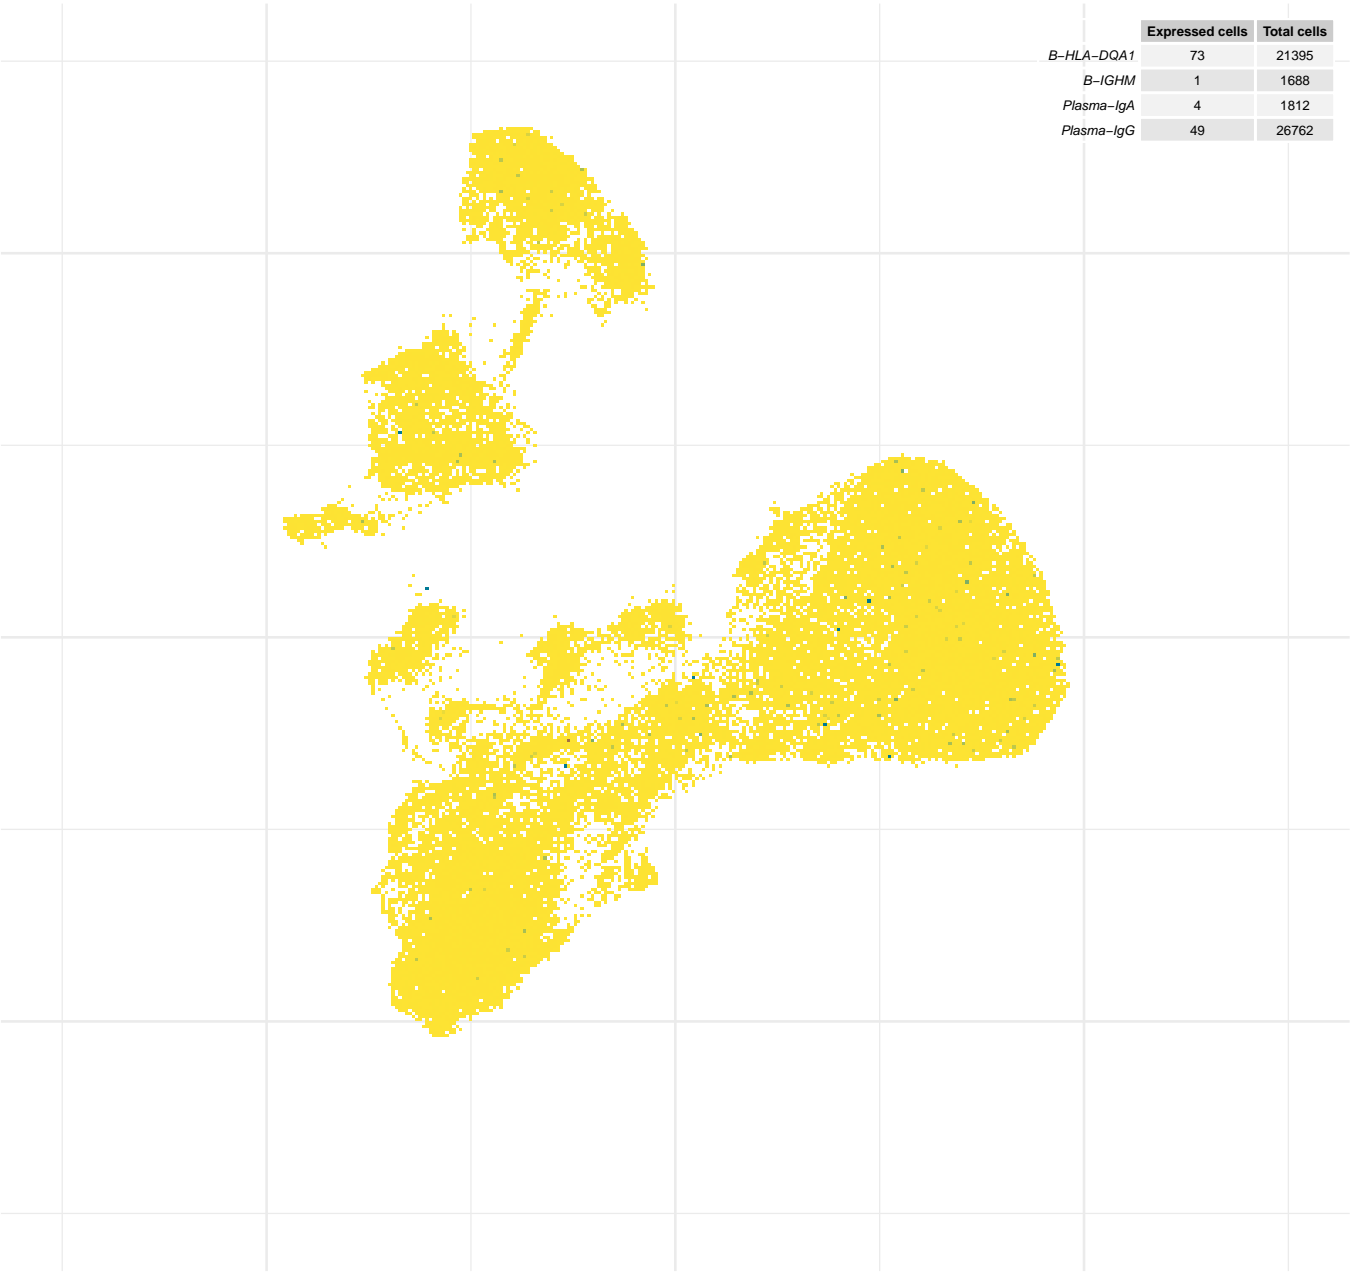 Expressed cells Total cells
B−HLA−DQA1 73 21395
B−IGHM 1 1688
Plasma−IgA 4 1812
Plasma−IgG 49 26762